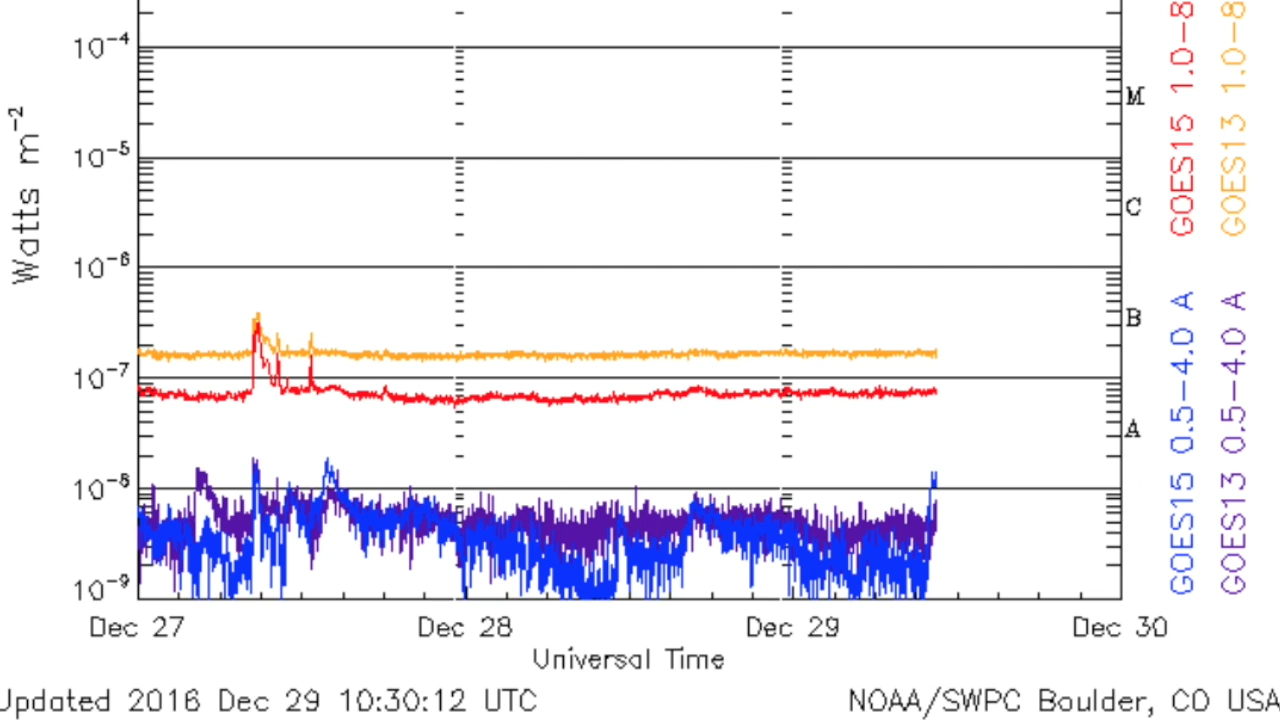 10⁻⁴
10⁻⁵
10⁻⁶
10⁻⁷
10⁻⁸
10⁻⁹
Watts m⁻²
M
C
B
A
GOES15 1.0-8
GOES13 1.0-8
GOES15 0.5-4.0 A
GOES13 0.5-4.0 A
Dec 27 Dec 28 Dec 29 Dec 30
Universal Time
Updated 2016 Dec 29 10:30:12 UTC NOAA/SWPC Boulder, CO USA